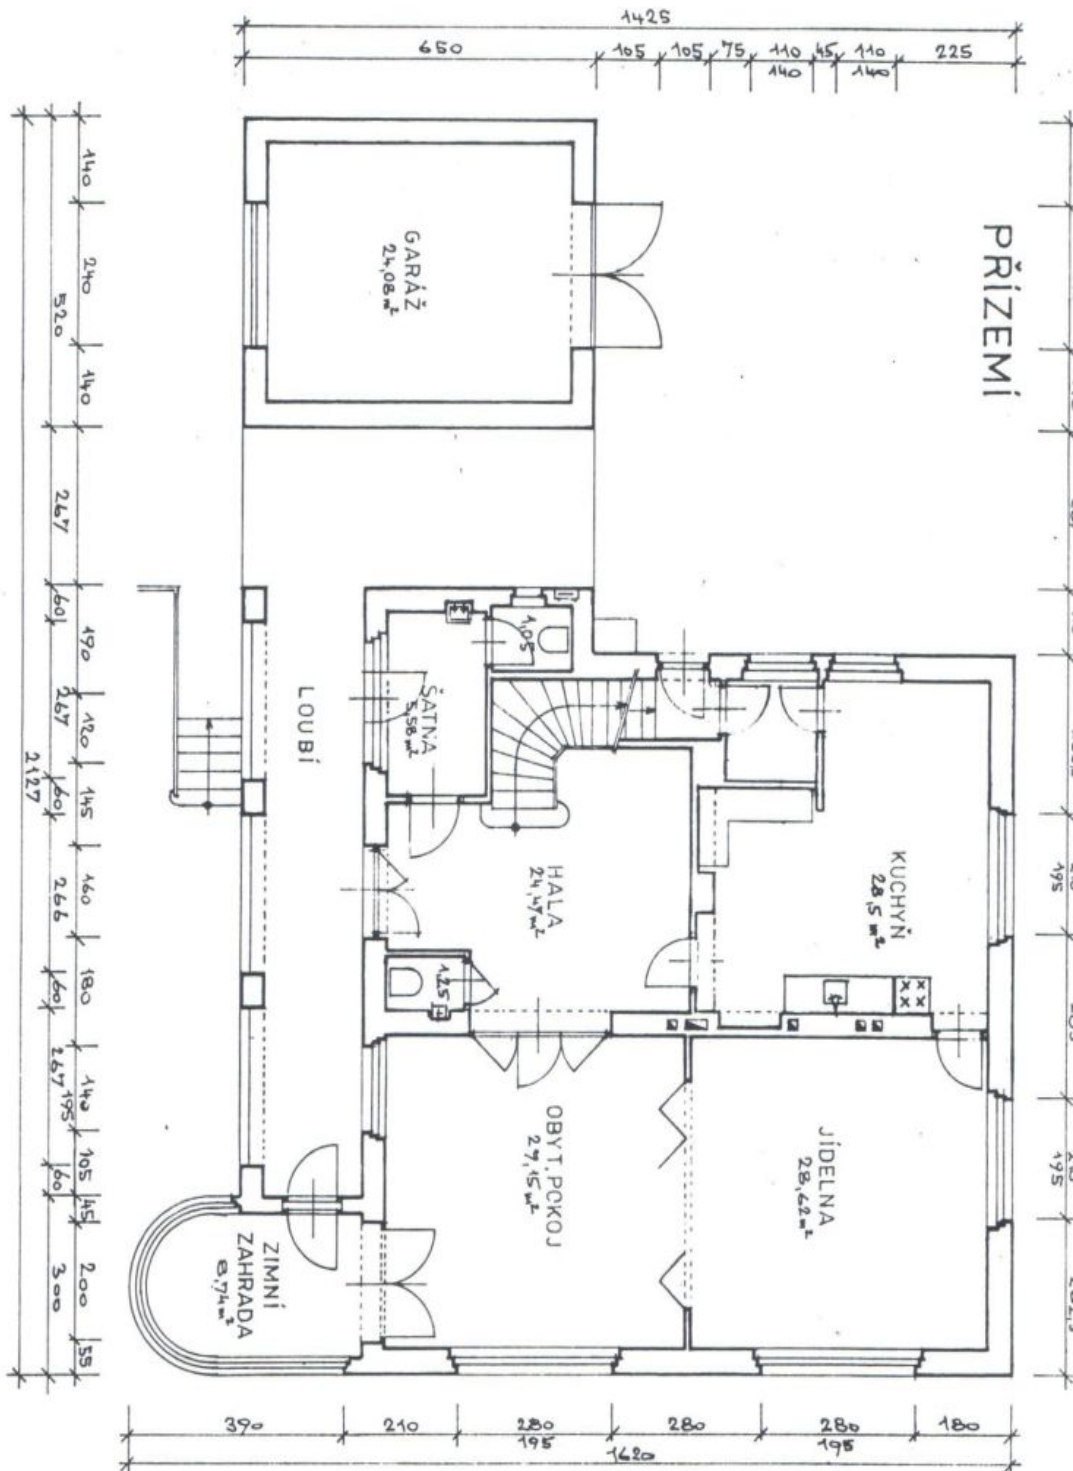 PŘÍZEMÍ
1425
650
105
105
75
110
140
45
110
140
225
GARÁŽ
24,08 m²
LOUBÍ
ŠATNA
5,58 m²
1,05
HALA
24,47 m²
1,25
KUCHYŇ
28,5 m²
OBYT. POKOJ
29,15 m²
JÍDELNA
28,62 m²
ZIMNÍ
ZAHRADA
8,74 m²
140
240
140
190
120
145
160
180
140
195
105
45
200
55
520
267
60
267
60
266
60
267
60
300
2127
195
195
390
210
280
195
280
280
195
180
1620